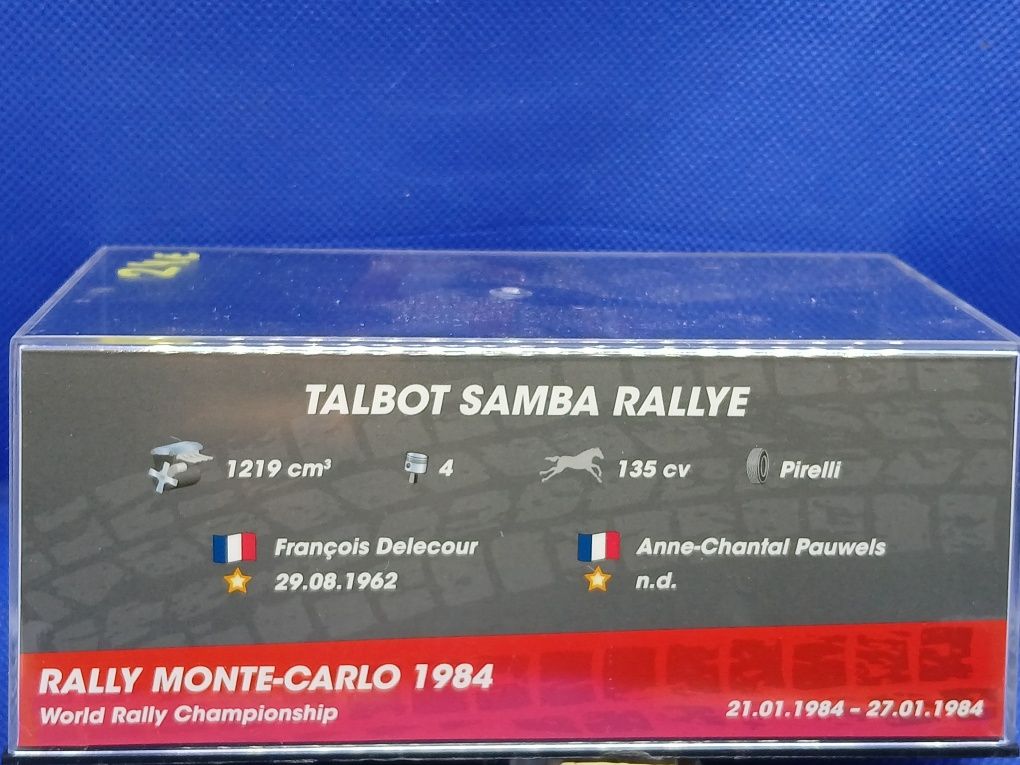 TALBOT SAMBA RALLYE
1219 cm³ 4 135 cv Pirelli
François Delecour Anne-Chantal Pauwels
29.08.1962 n.d.
RALLY MONTE-CARLO 1984
World Rally Championship 21.01.1984 - 27.01.1984